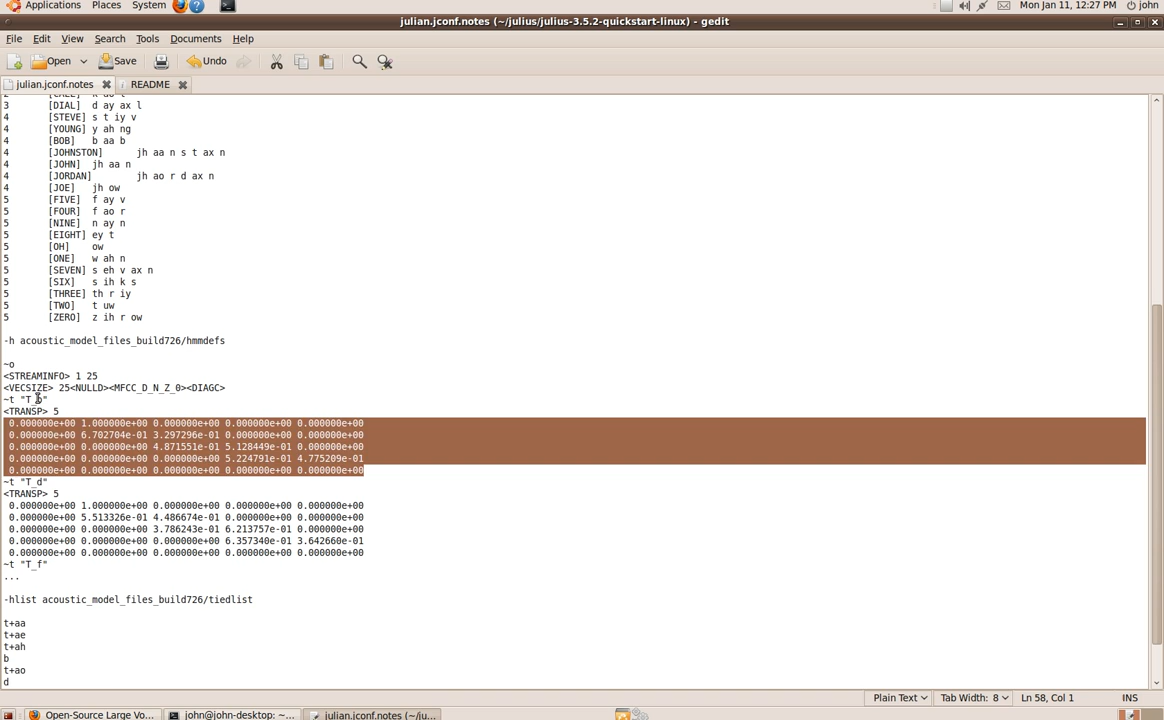 Applications Places System ? Mon Jan 11, 12:27 PM john
julian.jconf.notes (~/julius/julius-3.5.2-quickstart-linux) - gedit
File Edit View Search Tools Documents Help
Open Save Undo
julian.jconf.notes README
3 [DIAL] d ay ax l
4 [STEVE] s t iy v
4 [YOUNG] y ah ng
4 [BOB] b aa b
4 [JOHNSTON] jh aa n s t ax n
4 [JOHN] jh aa n
4 [JORDAN] jh ao r d ax n
4 [JOE] jh ow
5 [FIVE] f ay v
5 [FOUR] f ao r
5 [NINE] n ay n
5 [EIGHT] ey t
5 [OH] ow
5 [ONE] w ah n
5 [SEVEN] s eh v ax n
5 [SIX] s ih k s
5 [THREE] th r iy
5 [TWO] t uw
5 [ZERO] z ih r ow
-h acoustic_model_files_build726/hmmdefs
~o
<STREAMINFO> 1 25
<VECSIZE> 25<NULLD><MFCC_D_N_Z_0><DIAGC>
~t "T_b"
<TRANSP> 5
0.000000e+00 1.000000e+00 0.000000e+00 0.000000e+00 0.000000e+00
0.000000e+00 6.702704e-01 3.297296e-01 0.000000e+00 0.000000e+00
0.000000e+00 0.000000e+00 4.871551e-01 5.128449e-01 0.000000e+00
0.000000e+00 0.000000e+00 0.000000e+00 5.224791e-01 4.775209e-01
0.000000e+00 0.000000e+00 0.000000e+00 0.000000e+00 0.000000e+00
~t "T_d"
<TRANSP> 5
0.000000e+00 1.000000e+00 0.000000e+00 0.000000e+00 0.000000e+00
0.000000e+00 5.513326e-01 4.486674e-01 0.000000e+00 0.000000e+00
0.000000e+00 0.000000e+00 3.786243e-01 6.213757e-01 0.000000e+00
0.000000e+00 0.000000e+00 0.000000e+00 6.357340e-01 3.642660e-01
0.000000e+00 0.000000e+00 0.000000e+00 0.000000e+00 0.000000e+00
~t "T_f"
...
-hlist acoustic_model_files_build726/tiedlist
t+aa
t+ae
t+ah
b
t+ao
d
Plain Text Tab Width: 8 Ln 58, Col 1 INS
Open-Source Large Vo... john@john-desktop: ~... julian.jconf.notes (~/ju...